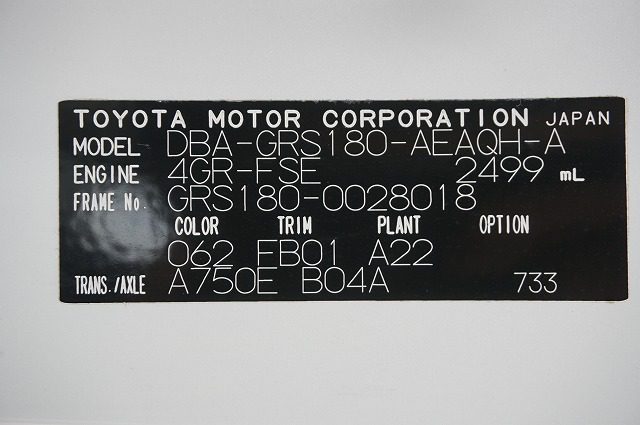 TOYOTA MOTOR CORPORATION JAPAN
MODEL DBA-GRS180-AEAQH-A
ENGINE 4GR-FSE 2499 mL
FRAME No. GRS180-0028018
COLOR TRIM PLANT OPTION
062 FB01 A22
TRANS./AXLE A750E B04A 733